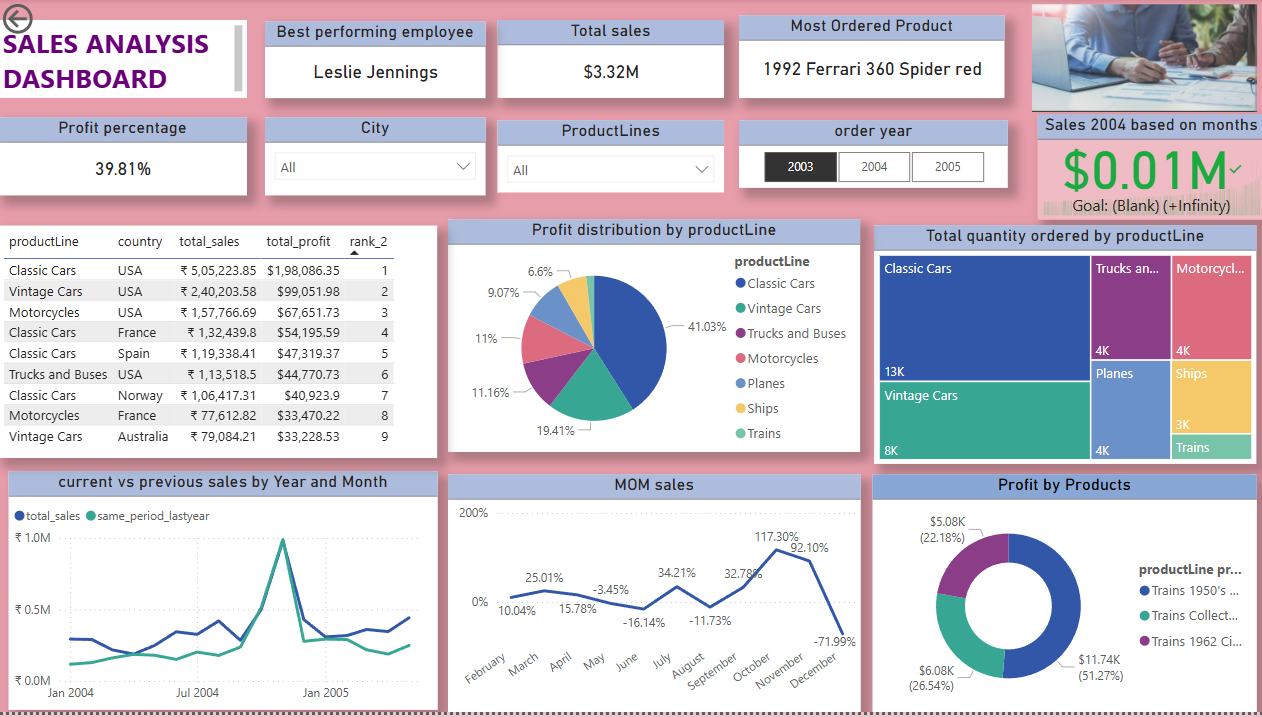 SALES ANALYSIS
DASHBOARD
Best performing employee
Leslie Jennings
Total sales
$3.32M
Most Ordered Product
1992 Ferrari 360 Spider red
Profit percentage
39.81%
City
All
ProductLines
All
order year
2003
2004
2005
Sales 2004 based on months
$0.01M
Goal: (Blank) (+Infinity)
productLine country total_sales total_profit rank_2
Classic Cars USA ₹ 5,05,223.85 $1,98,086.35 1
Vintage Cars USA ₹ 2,40,203.58 $99,051.98 2
Motorcycles USA ₹ 1,57,766.69 $67,651.73 3
Classic Cars France ₹ 1,32,439.8 $54,195.59 4
Classic Cars Spain ₹ 1,19,338.41 $47,319.37 5
Trucks and Buses USA ₹ 1,13,518.5 $44,770.73 6
Classic Cars Norway ₹ 1,06,417.31 $40,923.9 7
Motorcycles France ₹ 77,612.82 $33,470.22 8
Vintage Cars Australia ₹ 79,084.21 $33,228.53 9
Profit distribution by productLine
6.6%
9.07%
11%
11.16%
19.41%
41.03%
productLine
Classic Cars
Vintage Cars
Trucks and Buses
Motorcycles
Planes
Ships
Trains
Total quantity ordered by productLine
Classic Cars
13K
Vintage Cars
8K
Trucks an...
4K
Motorcycl...
4K
Planes
4K
Ships
3K
Trains
current vs previous sales by Year and Month
total_sales same_period_lastyear
₹ 1.0M
₹ 0.5M
₹ 0.0M
Jan 2004 Jul 2004 Jan 2005
MOM sales
200%
0%
10.04%
25.01%
15.78%
-3.45%
-16.14%
34.21%
-11.73%
32.78%
117.30%
92.10%
-71.99%
February March April May June July August September October November December
Profit by Products
$5.08K
(22.18%)
$6.08K
(26.54%)
$11.74K
(51.27%)
productLine pr...
Trains 1950's ...
Trains Collect...
Trains 1962 Ci...